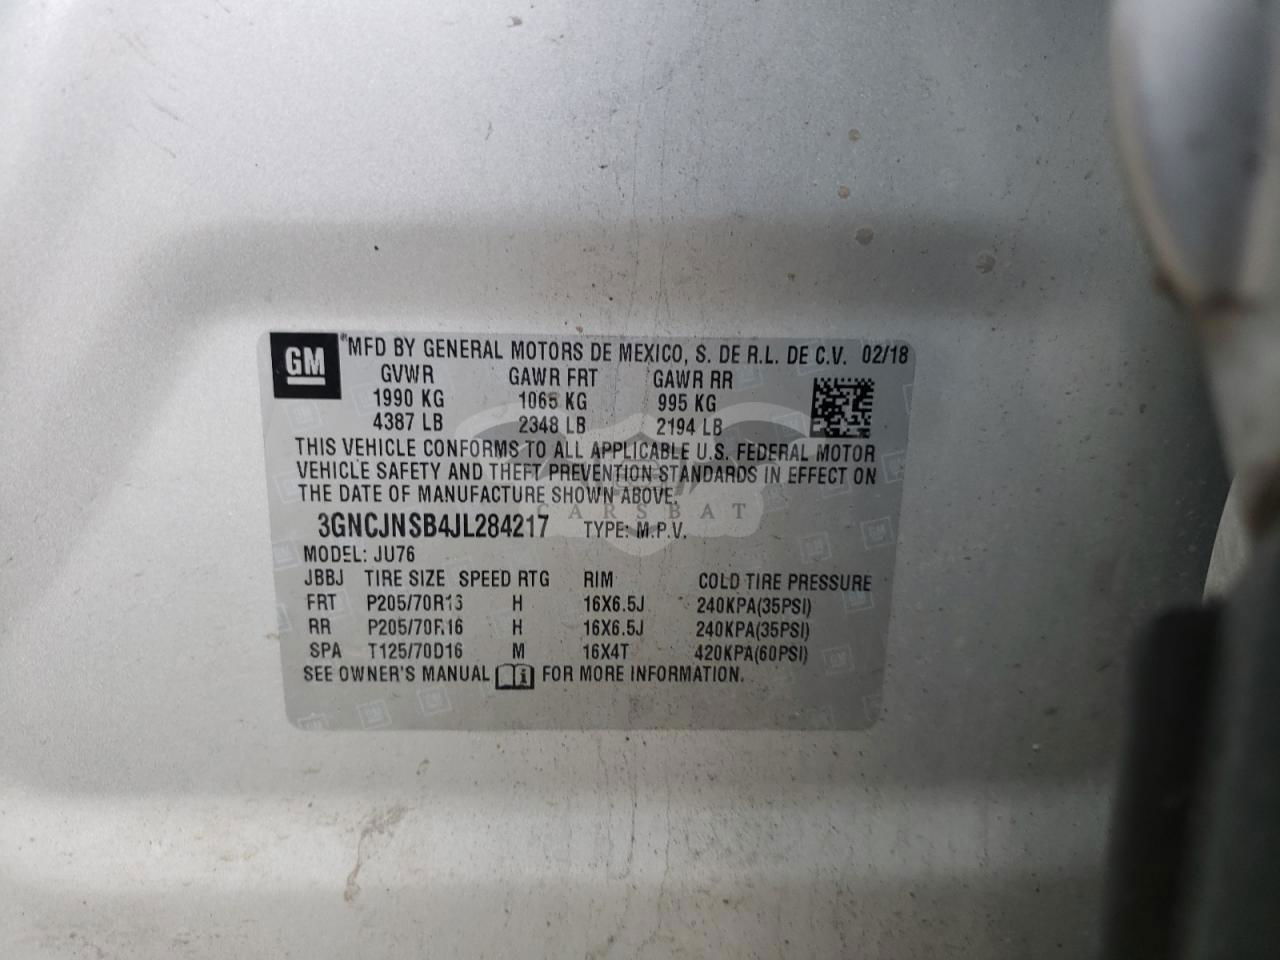 GM
MFD BY GENERAL MOTORS DE MEXICO, S. DE R.L. DE C.V. 02/18
GVWR GAWR FRT GAWR RR
1990 KG 1065 KG 995 KG
4387 LB 2348 LB 2194 LB
THIS VEHICLE CONFORMS TO ALL APPLICABLE U.S. FEDERAL MOTOR
VEHICLE SAFETY AND THEFT PREVENTION STANDARDS IN EFFECT ON
THE DATE OF MANUFACTURE SHOWN ABOVE.
CARSBAT
3GNCJNSB4JL284217 TYPE: M.P.V.
MODEL: JU76
JBBJ TIRE SIZE SPEED RTG RIM COLD TIRE PRESSURE
FRT P205/70R16 H 16X6.5J 240KPA(35PSI)
RR P205/70R16 H 16X6.5J 240KPA(35PSI)
SPA T125/70D16 M 16X4T 420KPA(60PSI)
SEE OWNER'S MANUAL FOR MORE INFORMATION.